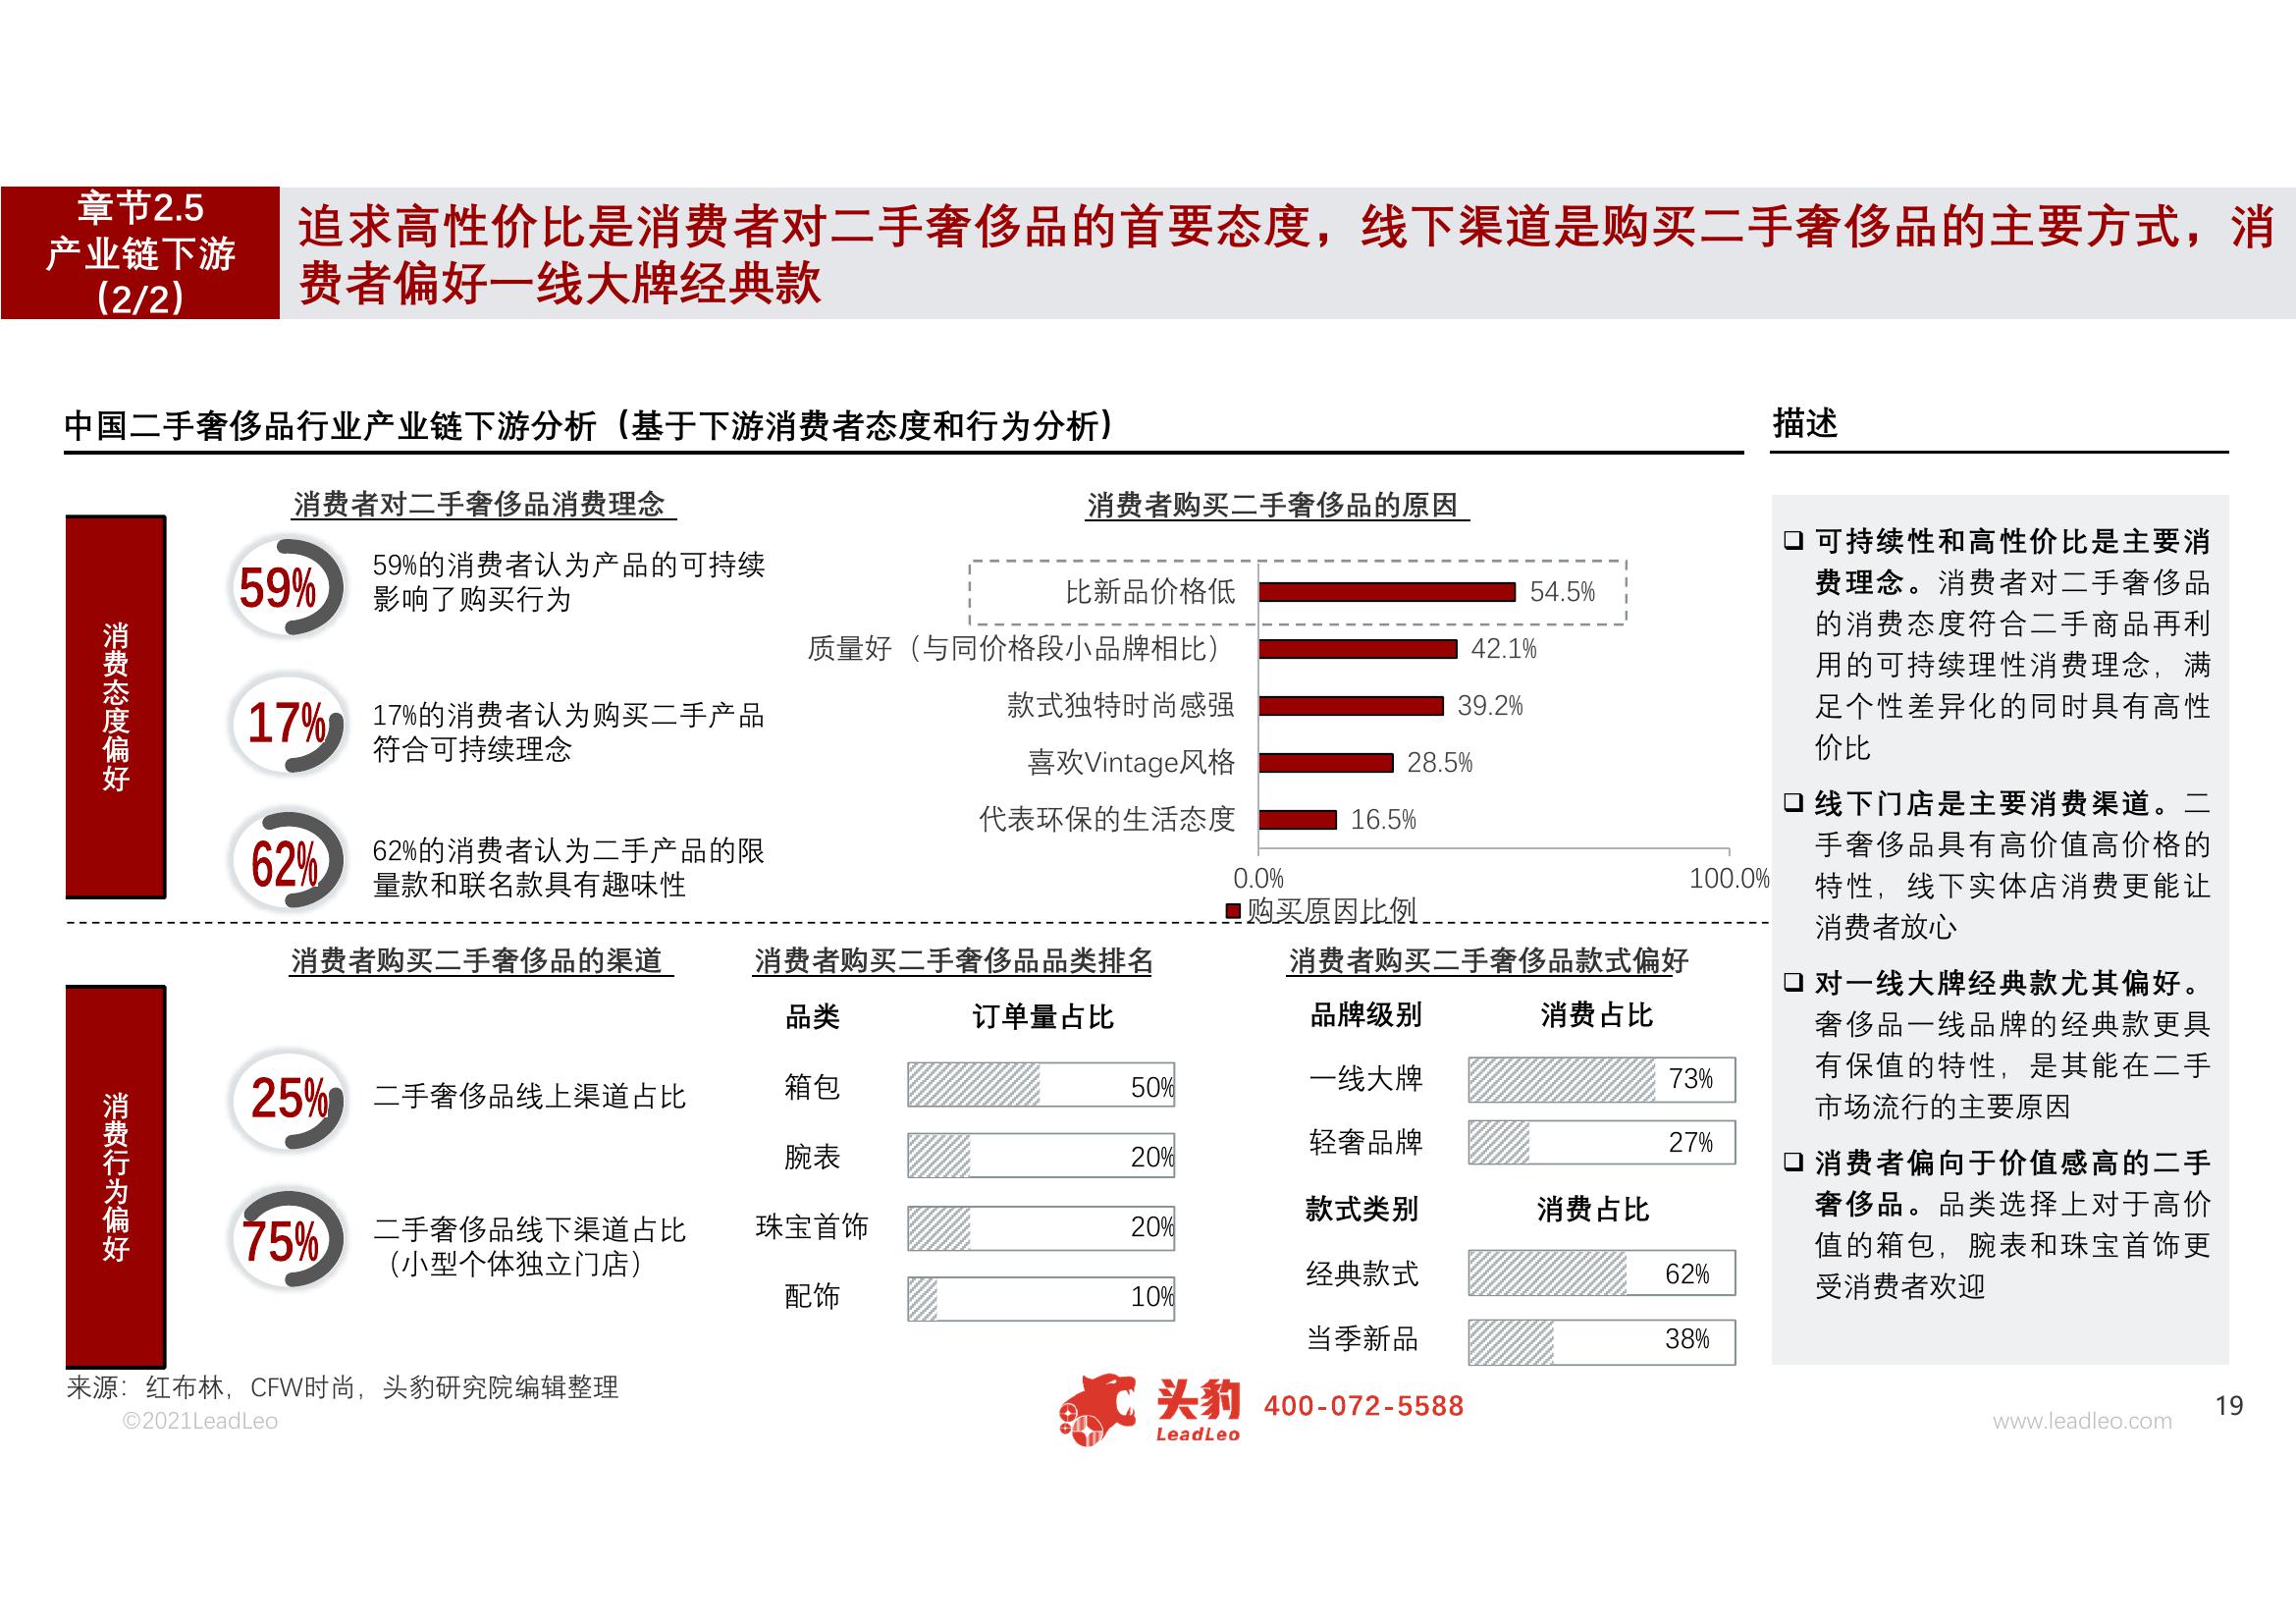 章节2.5
产业链下游
(2/2)
追求高性价比是消费者对二手奢侈品的首要态度，线下渠道是购买二手奢侈品的主要方式，消
费者偏好一线大牌经典款
中国二手奢侈品行业产业链下游分析（基于下游消费者态度和行为分析）
消费态度偏好
消费者对二手奢侈品消费理念
59%
59%的消费者认为产品的可持续
影响了购买行为
17%
17%的消费者认为购买二手产品
符合可持续理念
62%
62%的消费者认为二手产品的限
量款和联名款具有趣味性
消费者购买二手奢侈品的原因
比新品价格低 54.5%
质量好（与同价格段小品牌相比） 42.1%
款式独特时尚感强 39.2%
喜欢Vintage风格 28.5%
代表环保的生活态度 16.5%
0.0% 100.0%
购买原因比例
消费行为偏好
消费者购买二手奢侈品的渠道
25%
二手奢侈品线上渠道占比
75%
二手奢侈品线下渠道占比
（小型个体独立门店）
消费者购买二手奢侈品品类排名
品类 订单量占比
箱包 50%
腕表 20%
珠宝首饰 20%
配饰 10%
消费者购买二手奢侈品款式偏好
品牌级别 消费占比
一线大牌 73%
轻奢品牌 27%
款式类别 消费占比
经典款式 62%
当季新品 38%
描述
❑ 可持续性和高性价比是主要消
费理念。消费者对二手奢侈品
的消费态度符合二手商品再利
用的可持续理性消费理念，满
足个性差异化的同时具有高性
价比
❑ 线下门店是主要消费渠道。二
手奢侈品具有高价值高价格的
特性，线下实体店消费更能让
消费者放心
❑ 对一线大牌经典款尤其偏好。
奢侈品一线品牌的经典款更具
有保值的特性，是其能在二手
市场流行的主要原因
❑ 消费者偏向于价值感高的二手
奢侈品。品类选择上对于高价
值的箱包，腕表和珠宝首饰更
受消费者欢迎
来源：红布林，CFW时尚，头豹研究院编辑整理
©2021LeadLeo
头豹
LeadLeo
400-072-5588
www.leadleo.com
19